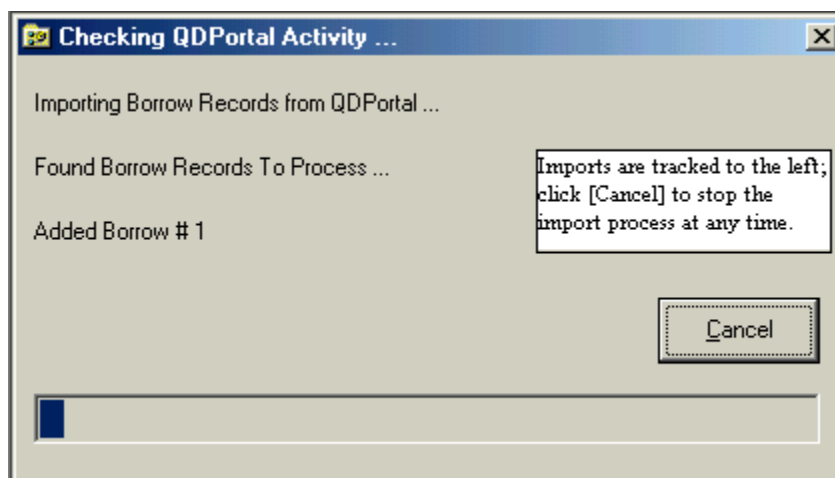 Checking QDPortal Activity ...
Importing Borrow Records from QDPortal ...
Found Borrow Records To Process ...
Imports are tracked to the left;
click [Cancel] to stop the
import process at any time.
Added Borrow # 1
Cancel